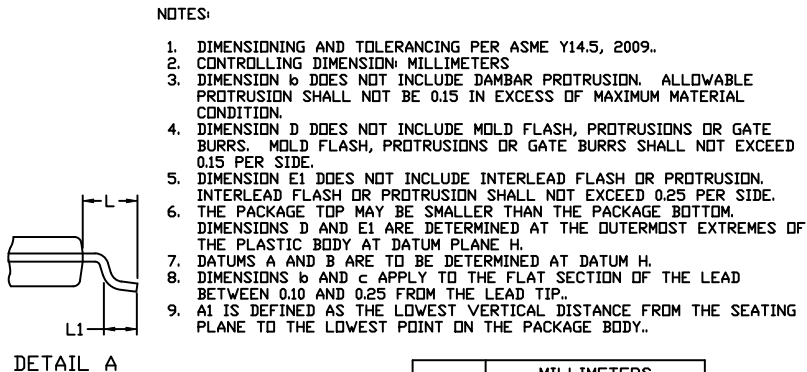 NOTES:
1. DIMENSIONING AND TOLERANCING PER ASME Y14.5, 2009..
2. CONTROLLING DIMENSION: MILLIMETERS
3. DIMENSION b DOES NOT INCLUDE DAMBAR PROTRUSION. ALLOWABLE
PROTRUSION SHALL NOT BE 0.15 IN EXCESS OF MAXIMUM MATERIAL
CONDITION.
4. DIMENSION D DOES NOT INCLUDE MOLD FLASH, PROTRUSIONS OR GATE
BURRS. MOLD FLASH, PROTRUSIONS OR GATE BURRS SHALL NOT EXCEED
0.15 PER SIDE.
5. DIMENSION E1 DOES NOT INCLUDE INTERLEAD FLASH OR PROTRUSION.
INTERLEAD FLASH OR PROTRUSION SHALL NOT EXCEED 0.25 PER SIDE.
6. THE PACKAGE TOP MAY BE SMALLER THAN THE PACKAGE BOTTOM.
DIMENSIONS D AND E1 ARE DETERMINED AT THE OUTERMOST EXTREMES OF
THE PLASTIC BODY AT DATUM PLANE H.
7. DATUMS A AND B ARE TO BE DETERMINED AT DATUM H.
8. DIMENSIONS b AND c APPLY TO THE FLAT SECTION OF THE LEAD
BETWEEN 0.10 AND 0.25 FROM THE LEAD TIP..
9. A1 IS DEFINED AS THE LOWEST VERTICAL DISTANCE FROM THE SEATING
PLANE TO THE LOWEST POINT ON THE PACKAGE BODY..
L
L1
DETAIL A
MILLIMETERS